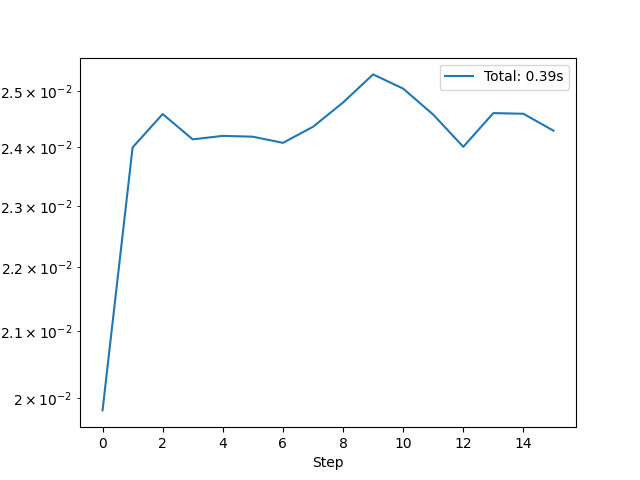 Total: 0.39s
2.5 × 10⁻²
2.4 × 10⁻²
2.3 × 10⁻²
2.2 × 10⁻²
2.1 × 10⁻²
2 × 10⁻²
0 2 4 6 8 10 12 14
Step